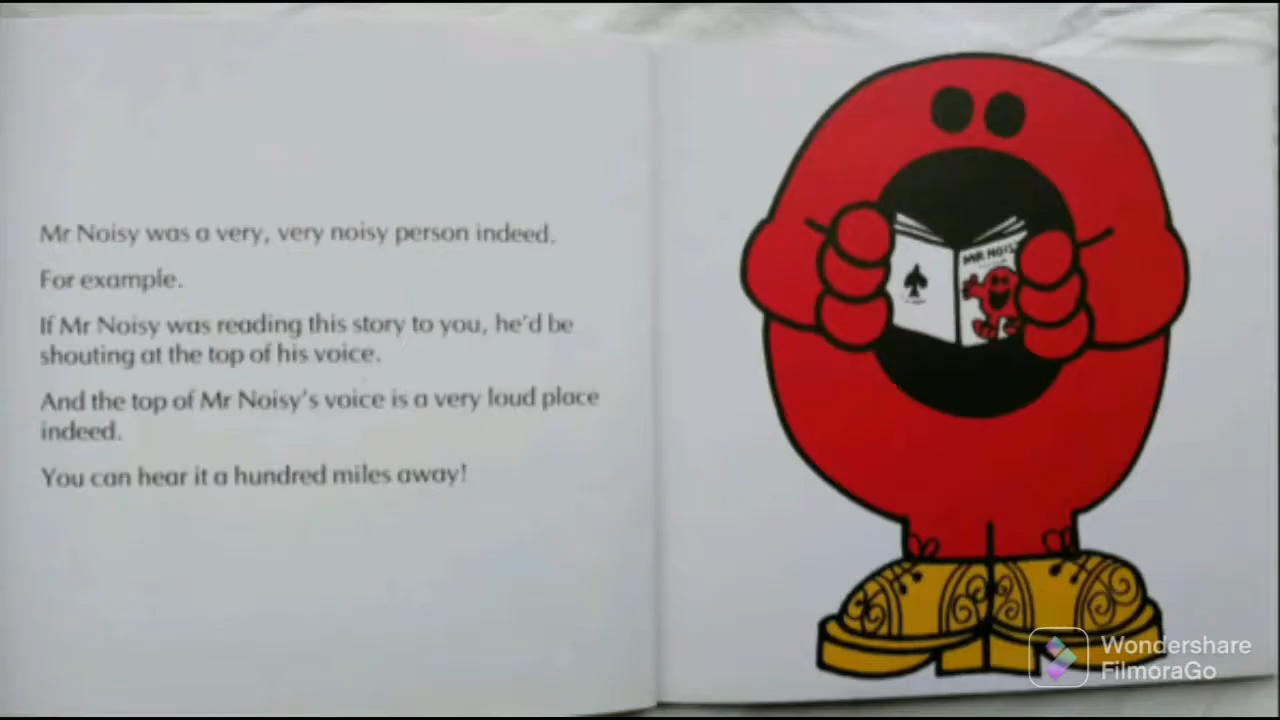 Mr Noisy was a very, very noisy person indeed.
For example.
If Mr Noisy was reading this story to you, he'd be
shouting at the top of his voice.
And the top of Mr Noisy's voice is a very loud place
indeed.
You can hear it a hundred miles away!
MR. NOISY
Wondershare
FilmoraGo